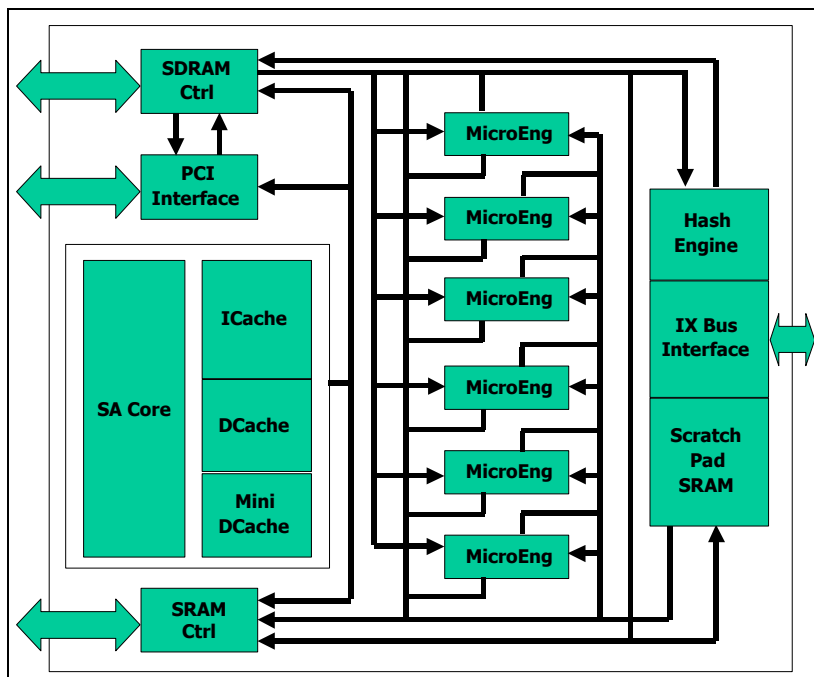 SDRAM
Ctrl
PCI
Interface
SA Core
ICache
DCache
Mini
DCache
SRAM
Ctrl
MicroEng
MicroEng
MicroEng
MicroEng
MicroEng
MicroEng
Hash
Engine
IX Bus
Interface
Scratch
Pad
SRAM